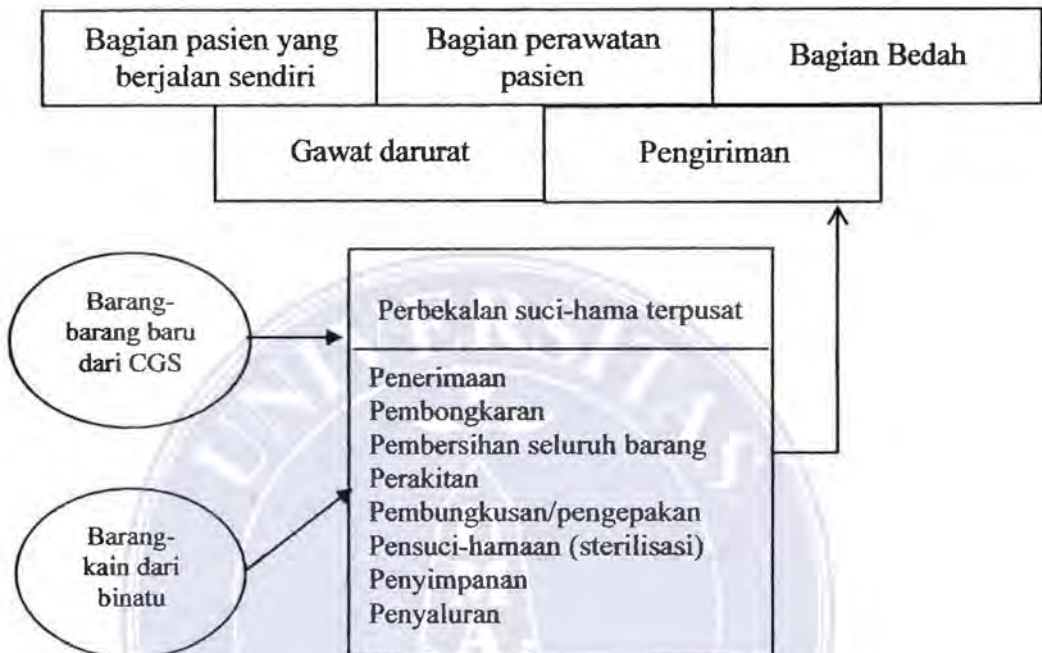 Bagian pasien yang
berjalan sendiri
Bagian perawatan
pasien
Bagian Bedah
Gawat darurat
Pengiriman
Barang-
barang baru
dari CGS
Perbekalan suci-hama terpusat
Penerimaan
Pembongkaran
Pembersihan seluruh barang
Perakitan
Pembungkusan/pengepakan
Pensuci-hamaan (sterilisasi)
Penyimpanan
Penyaluran
Barang-
kain dari
binatu
UNIVERSITAS